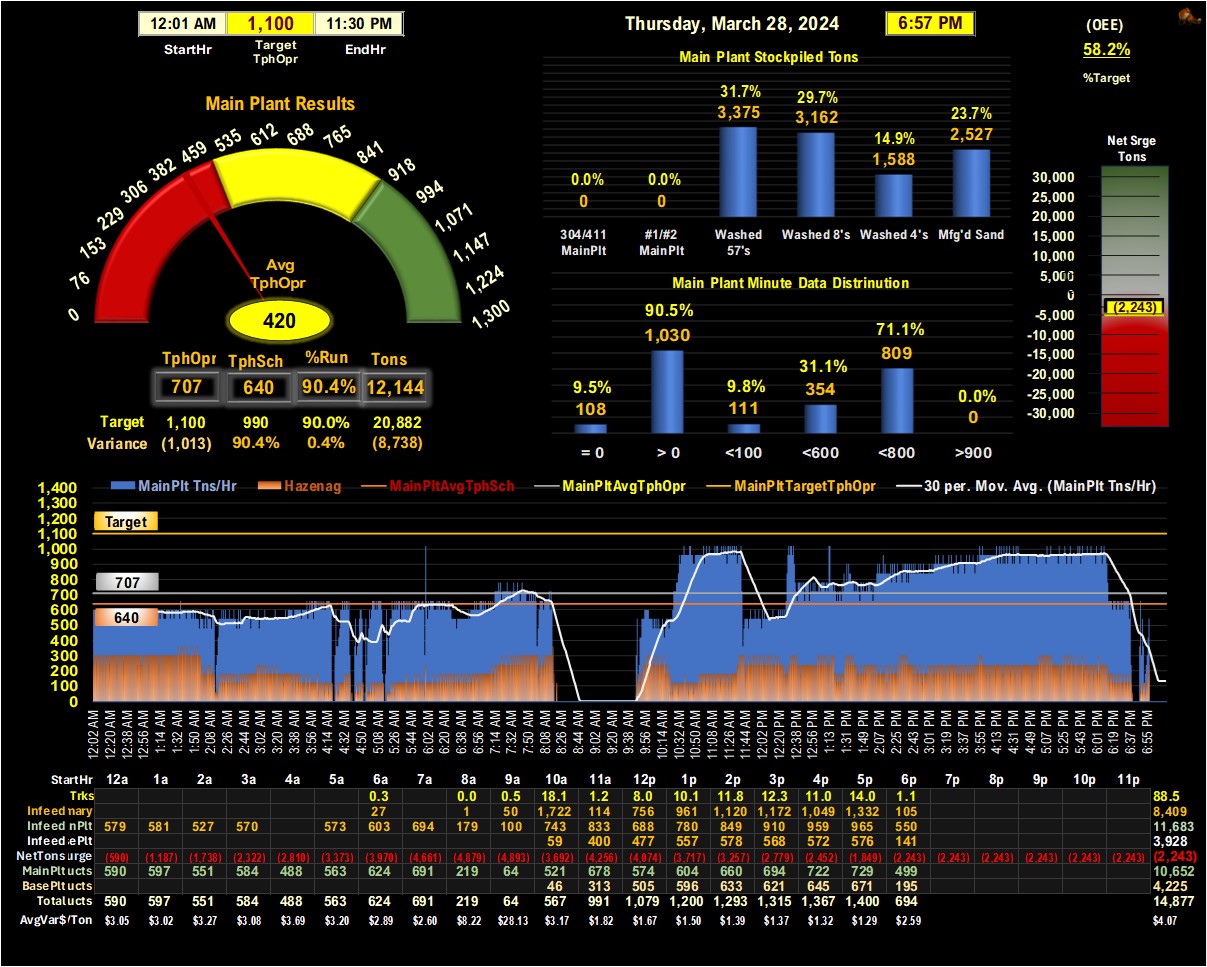 12:01 AM 1,100 11:30 PM
StartHr Target TphOpr EndHr
Thursday, March 28, 2024 6:57 PM
(OEE)
58.2%
%Target
Main Plant Results
0 76 153 229 306 382 459 535 612 688 765 841 918 994 1,071 1,147 1,224 1,300
Avg
TphOpr
420
TphOpr TphSch %Run Tons
707 640 90.4% 12,144
Target 1,100 990 90.0% 20,882
Variance (1,013) 90.4% 0.4% (8,738)
Main Plant Stockpiled Tons
0.0% 0.0% 31.7% 29.7% 14.9% 23.7%
0 0 3,375 3,162 1,588 2,527
304/411 MainPlt #1/#2 MainPlt Washed 57's Washed 8's Washed 4's Mfg'd Sand
Main Plant Minute Data Distrinution
9.5% 90.5% 9.8% 31.1% 71.1% 0.0%
108 1,030 111 354 809 0
= 0 > 0 <100 <600 <800 >900
Net Srge
Tons
30,000
25,000
20,000
15,000
10,000
5,000
0
(2,243)
-5,000
-10,000
-15,000
-20,000
-25,000
-30,000
MainPlt Tns/Hr Hazenag MainPltAvgTphSch MainPltAvgTphOpr MainPltTargetTphOpr 30 per. Mov. Avg. (MainPlt Tns/Hr)
1,400
1,300
1,200
1,100
1,000
900
800
700
600
500
400
300
200
100
0
Target
707
640
12:02 AM 12:20 AM 12:38 AM 12:56 AM 1:14 AM 1:32 AM 2:08 AM 2:26 AM 2:44 AM 3:02 AM 3:20 AM 3:38 AM 3:56 AM 4:14 AM 4:32 AM 4:50 AM 5:08 AM 5:26 AM 5:44 AM 6:02 AM 6:20 AM 6:38 AM 6:56 AM 7:14 AM 7:32 AM 7:50 AM 8:08 AM 8:26 AM 8:44 AM 9:02 AM 9:20 AM 9:38 AM 9:56 AM 10:14 AM 10:32 AM 10:50 AM 11:08 AM 11:26 AM 11:44 AM 12:02 PM 12:20 PM 12:38 PM 12:56 PM 1:13 PM 1:31 PM 1:49 PM 2:07 PM 2:25 PM 2:43 PM 3:01 PM 3:19 PM 3:37 PM 3:55 PM 4:13 PM 4:31 PM 4:49 PM 5:07 PM 5:25 PM 5:43 PM 6:01 PM 6:19 PM 6:37 PM 6:55 PM
StartHr 12a 1a 2a 3a 4a 5a 6a 7a 8a 9a 10a 11a 12p 1p 2p 3p 4p 5p 6p 7p 8p 9p 10p 11p
Trks 0.3 0.0 0.5 18.1 1.2 8.0 10.1 11.8 12.3 11.0 14.0 1.1 88.5
Infeed nary 27 1 50 1,722 114 756 961 1,120 1,172 1,049 1,332 105 8,409
Infeed nPlt 579 581 527 570 573 603 694 179 100 743 833 688 780 849 910 959 965 550 11,683
Infeed ePlt 59 400 477 557 578 568 572 576 141 3,928
NetTons urge (590) (1,187) (1,738) (2,322) (2,810) (3,373) (3,970) (4,661) (4,879) (4,893) (3,692) (4,256) (4,074) (3,717) (3,257) (2,779) (2,452) (1,849) (2,243) (2,243) (2,243) (2,243) (2,243) (2,243) (2,243)
MainPlt ucts 590 597 551 584 488 563 624 691 219 64 521 678 574 604 660 694 722 729 499 10,652
BasePlt ucts 46 313 505 596 633 621 645 671 195 4,225
Total ucts 590 597 551 584 488 563 624 691 219 64 567 991 1,079 1,200 1,293 1,315 1,367 1,400 694 14,877
AvgVar$/Ton $3.05 $3.02 $3.27 $3.08 $3.69 $3.20 $2.89 $2.60 $8.22 $28.13 $3.17 $1.82 $1.67 $1.50 $1.39 $1.37 $1.32 $1.29 $2.59 $4.07